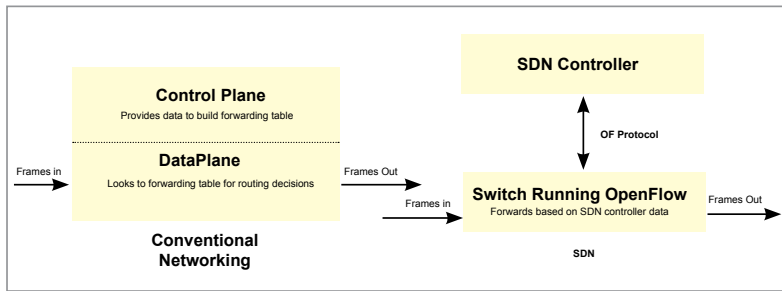 Control Plane
Provides data to build forwarding table
DataPlane
Looks to forwarding table for routing decisions
Frames in
Frames Out
Conventional
Networking
SDN Controller
OF Protocol
Switch Running OpenFlow
Forwards based on SDN controller data
Frames in
Frames Out
SDN